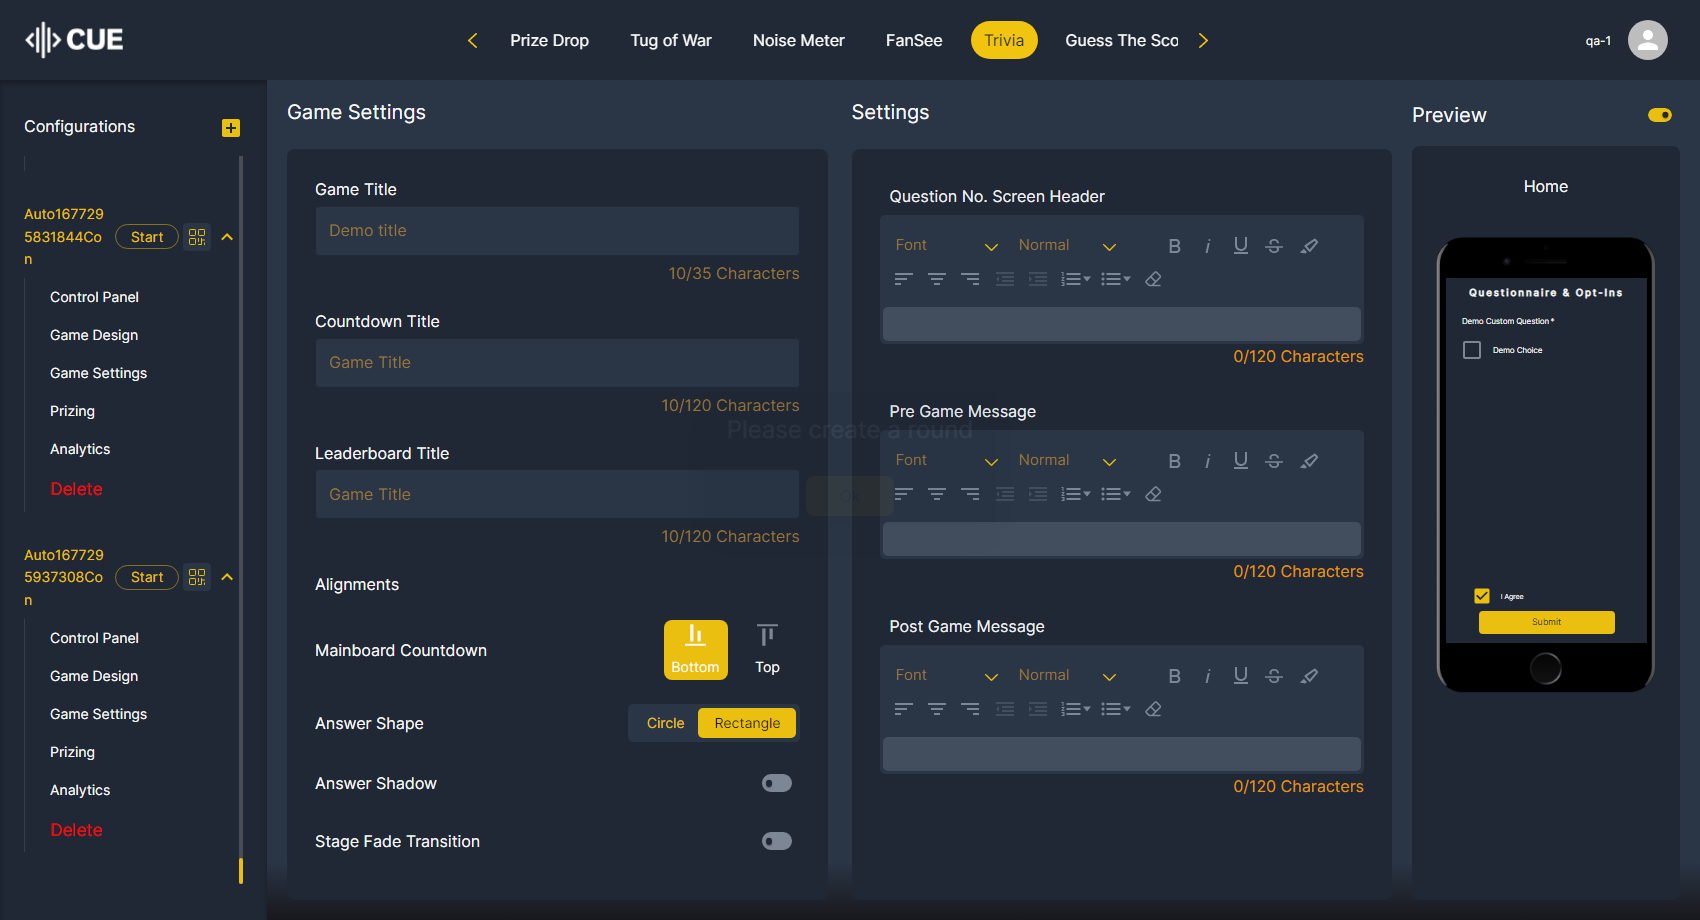 CUE
Prize Drop
Tug of War
Noise Meter
FanSee
Trivia
Guess The Sco
qa-1
Configurations
Auto167729
5831844Co
n
Start
Control Panel
Game Design
Game Settings
Prizing
Analytics
Delete
Auto167729
5937308Co
n
Start
Control Panel
Game Design
Game Settings
Prizing
Analytics
Delete
Game Settings
Game Title
Demo title
10/35 Characters
Countdown Title
Game Title
10/120 Characters
Leaderboard Title
Game Title
10/120 Characters
Alignments
Mainboard Countdown
Bottom
Top
Answer Shape
Circle
Rectangle
Answer Shadow
Stage Fade Transition
Please create a round
Settings
Question No. Screen Header
Font
Normal
0/120 Characters
Pre Game Message
Font
Normal
0/120 Characters
Post Game Message
Font
Normal
0/120 Characters
Preview
Home
Questionnaire & Opt-Ins
Demo Custom Question *
Demo Choice
I Agree
Submit